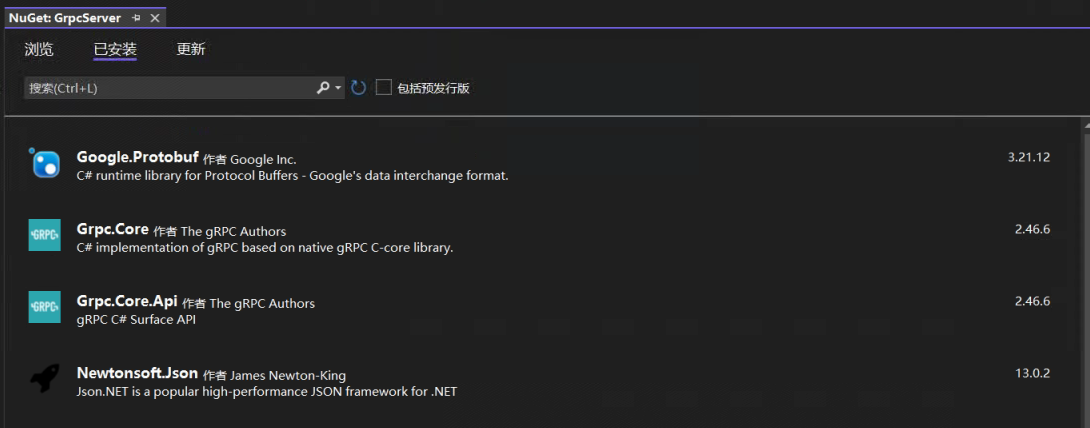 NuGet: GrpcServer
浏览 已安装 更新
搜索(Ctrl+L) 包括预发行版
Google.Protobuf 作者 Google Inc. 3.21.12
C# runtime library for Protocol Buffers - Google's data interchange format.
GRPC Grpc.Core 作者 The gRPC Authors 2.46.6
C# implementation of gRPC based on native gRPC C-core library.
GRPC Grpc.Core.Api 作者 The gRPC Authors 2.46.6
gRPC C# Surface API
Newtonsoft.Json 作者 James Newton-King 13.0.2
Json.NET is a popular high-performance JSON framework for .NET